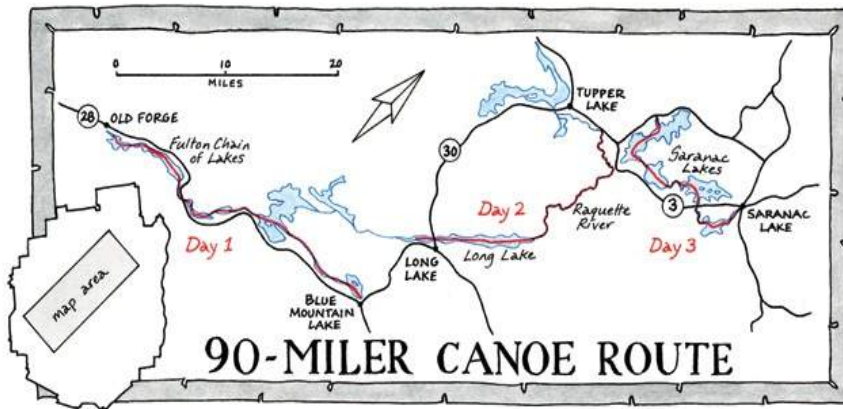 0 10 20
MILES
28
OLD FORGE
Fulton Chain
of Lakes
Day 1
BLUE
MOUNTAIN
LAKE
30
LONG
LAKE
Long Lake
Day 2
Raquette
River
TUPPER
LAKE
Saranac
Lakes
3
SARANAC
LAKE
Day 3
map area
90-MILER CANOE ROUTE